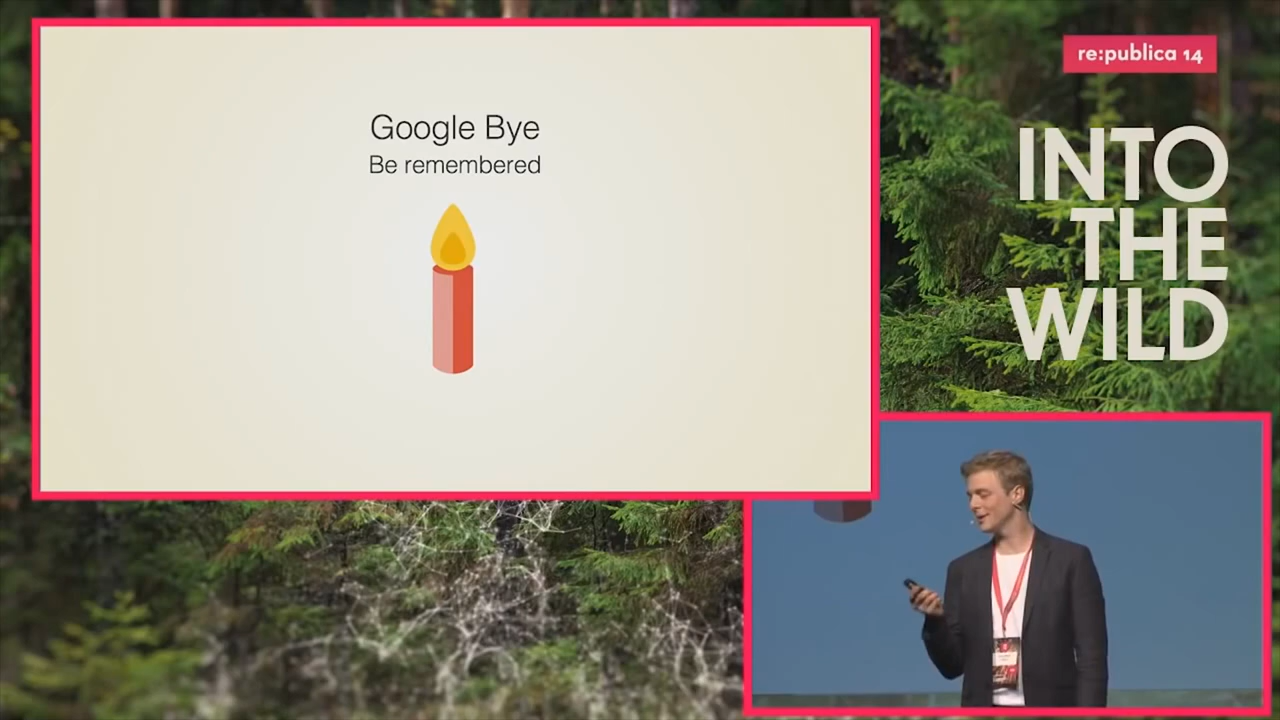 Google Bye
Be remembered
re:publica 14
INTO
THE
WILD